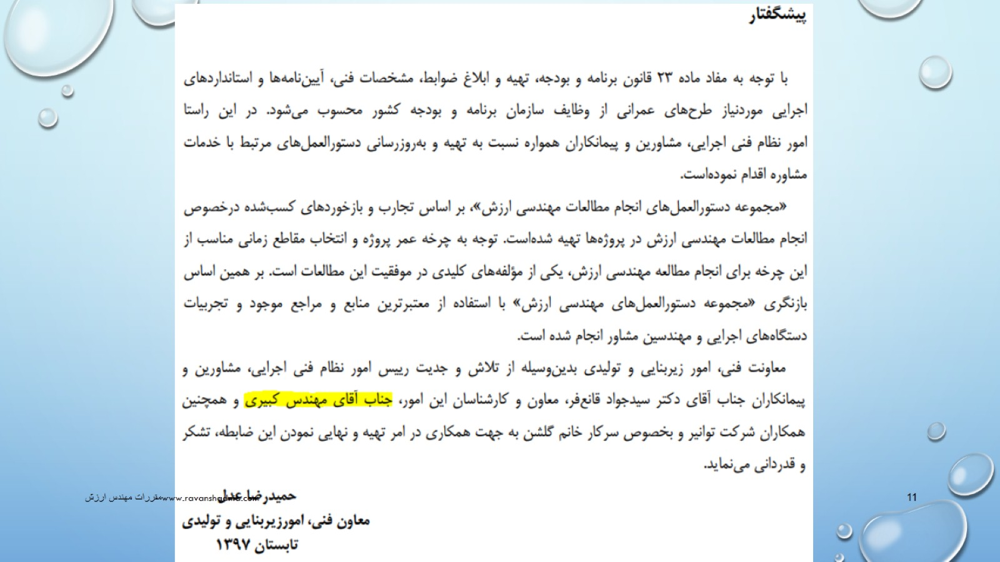 پیشگفتار
با توجه به مفاد ماده ۲۳ قانون برنامه و بودجه، تهیه و ابلاغ ضوابط، مشخصات فنی، آیین‌نامه‌ها و استانداردهای
اجرایی موردنیاز طرح‌های عمرانی از وظایف سازمان برنامه و بودجه کشور محسوب می‌شود. در این راستا
امور نظام فنی اجرایی، مشاورین و پیمانکاران همواره نسبت به تهیه و به‌روزرسانی دستورالعمل‌های مرتبط با خدمات
مشاوره اقدام نموده‌است.
«مجموعه دستورالعمل‌های انجام مطالعات مهندسی ارزش»، بر اساس تجارب و بازخوردهای کسب‌شده درخصوص
انجام مطالعات مهندسی ارزش در پروژه‌ها تهیه شده‌است. توجه به چرخه عمر پروژه و انتخاب مقاطع زمانی مناسب از
این چرخه برای انجام مطالعه مهندسی ارزش، یکی از مؤلفه‌های کلیدی در موفقیت این مطالعات است. بر همین اساس
بازنگری «مجموعه دستورالعمل‌های مهندسی ارزش» با استفاده از معتبرترین منابع و مراجع موجود و تجربیات
دستگاه‌های اجرایی و مهندسین مشاور انجام شده است.
معاونت فنی، امور زیربنایی و تولیدی بدین‌وسیله از تلاش و جدیت رییس امور نظام فنی اجرایی، مشاورین و
پیمانکاران جناب آقای دکتر سیدجواد قانع‌فر، معاون و کارشناسان این امور، جناب آقای مهندس کبیری و همچنین
همکاران شرکت توانیر و بخصوص سرکار خانم گلشن به جهت همکاری در امر تهیه و نهایی نمودن این ضابطه، تشکر
و قدردانی می‌نماید.
حمیدرضا عدل
معاون فنی، امورزیربنایی و تولیدی
تابستان ۱۳۹۷
مقررات مهندس ارزش www.ravanshadnia.com
11